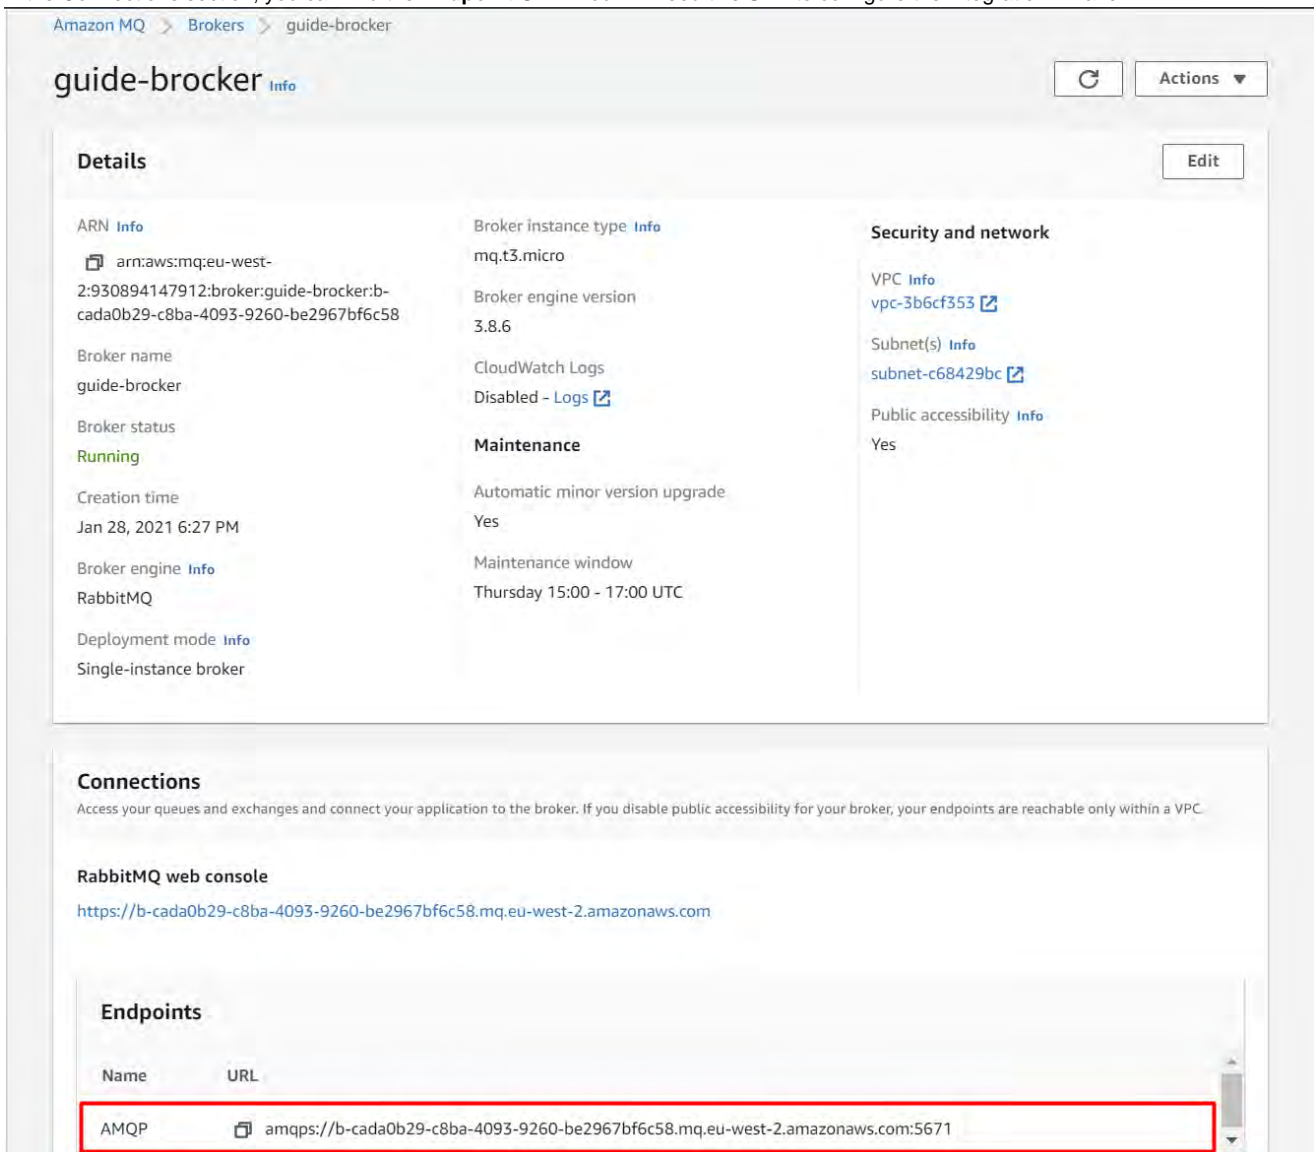 Amazon MQ > Brokers > guide-brocker
guide-brocker Info
Actions ▼
Details
Edit
ARN Info
arn:aws:mq:eu-west-
2:930894147912:broker:guide-brocker:b-
cada0b29-c8ba-4093-9260-be2967bf6c58
Broker name
guide-brocker
Broker status
Running
Creation time
Jan 28, 2021 6:27 PM
Broker engine Info
RabbitMQ
Deployment mode Info
Single-instance broker
Broker instance type Info
mq.t3.micro
Broker engine version
3.8.6
CloudWatch Logs
Disabled - Logs
Maintenance
Automatic minor version upgrade
Yes
Maintenance window
Thursday 15:00 - 17:00 UTC
Security and network
VPC Info
vpc-3b6cf353
Subnet(s) Info
subnet-c68429bc
Public accessibility Info
Yes
Connections
Access your queues and exchanges and connect your application to the broker. If you disable public accessibility for your broker, your endpoints are reachable only within a VPC.
RabbitMQ web console
https://b-cada0b29-c8ba-4093-9260-be2967bf6c58.mq.eu-west-2.amazonaws.com
Endpoints
Name URL
AMQP amqps://b-cada0b29-c8ba-4093-9260-be2967bf6c58.mq.eu-west-2.amazonaws.com:5671